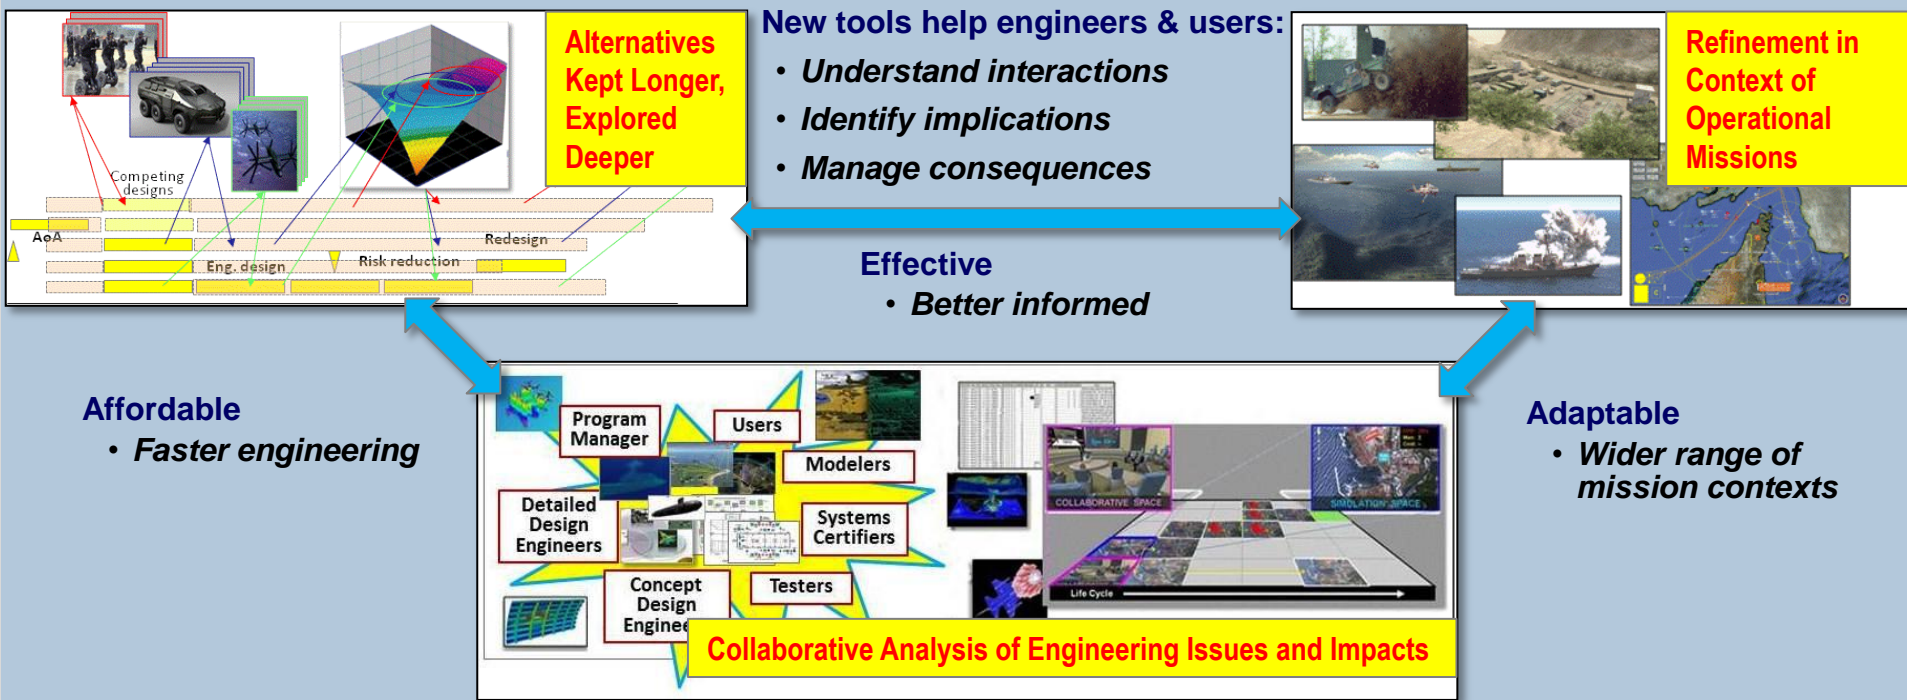 Alternatives
Kept Longer,
Explored
Deeper
Competing
designs
AoA
Eng. design
Risk reduction
Redesign
New tools help engineers & users:
• Understand interactions
• Identify implications
• Manage consequences
Effective
• Better informed
Refinement in
Context of
Operational
Missions
Affordable
• Faster engineering
Program
Manager
Users
Modelers
Detailed
Design
Engineers
Systems
Certifiers
Concept
Design
Enginee
Testers
COLLABORATIVE SPACE
SIMULATION SPACE
Life Cycle
Collaborative Analysis of Engineering Issues and Impacts
Adaptable
• Wider range of
mission contexts